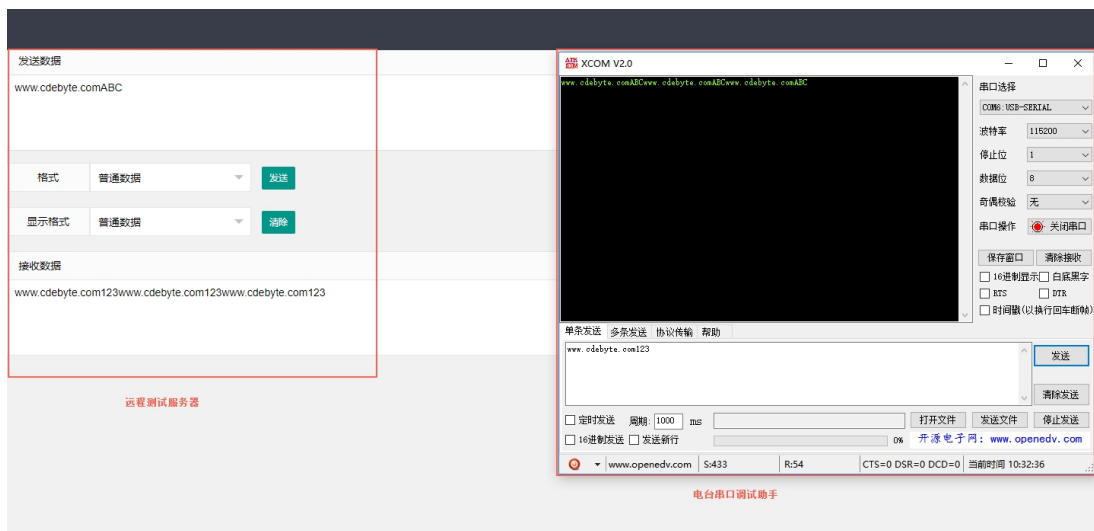 发送数据
www.cdebyte.comABC
格式
普通数据
发送
显示格式
普通数据
清除
接收数据
www.cdebyte.com123www.cdebyte.com123www.cdebyte.com123
远程测试服务器
XCOM V2.0
www.cdebyte.comABCwww.cdebyte.comABCwww.cdebyte.comABC
串口选择
COM6:USB-SERIAL
波特率 115200
停止位 1
数据位 8
奇偶校验 无
串口操作 关闭串口
保存窗口 清除接收
16进制显示 白底黑字
RTS DTR
时间戳(以换行回车断帧)
单条发送 多条发送 协议传输 帮助
www.cdebyte.com123
发送
清除发送
定时发送 周期: 1000 ms 打开文件 发送文件 停止发送
16进制发送 发送新行 0% 开源电子网: www.openedv.com
www.openedv.com S:433 R:54 CTS=0 DSR=0 DCD=0 当前时间 10:32:36
电台串口调试助手